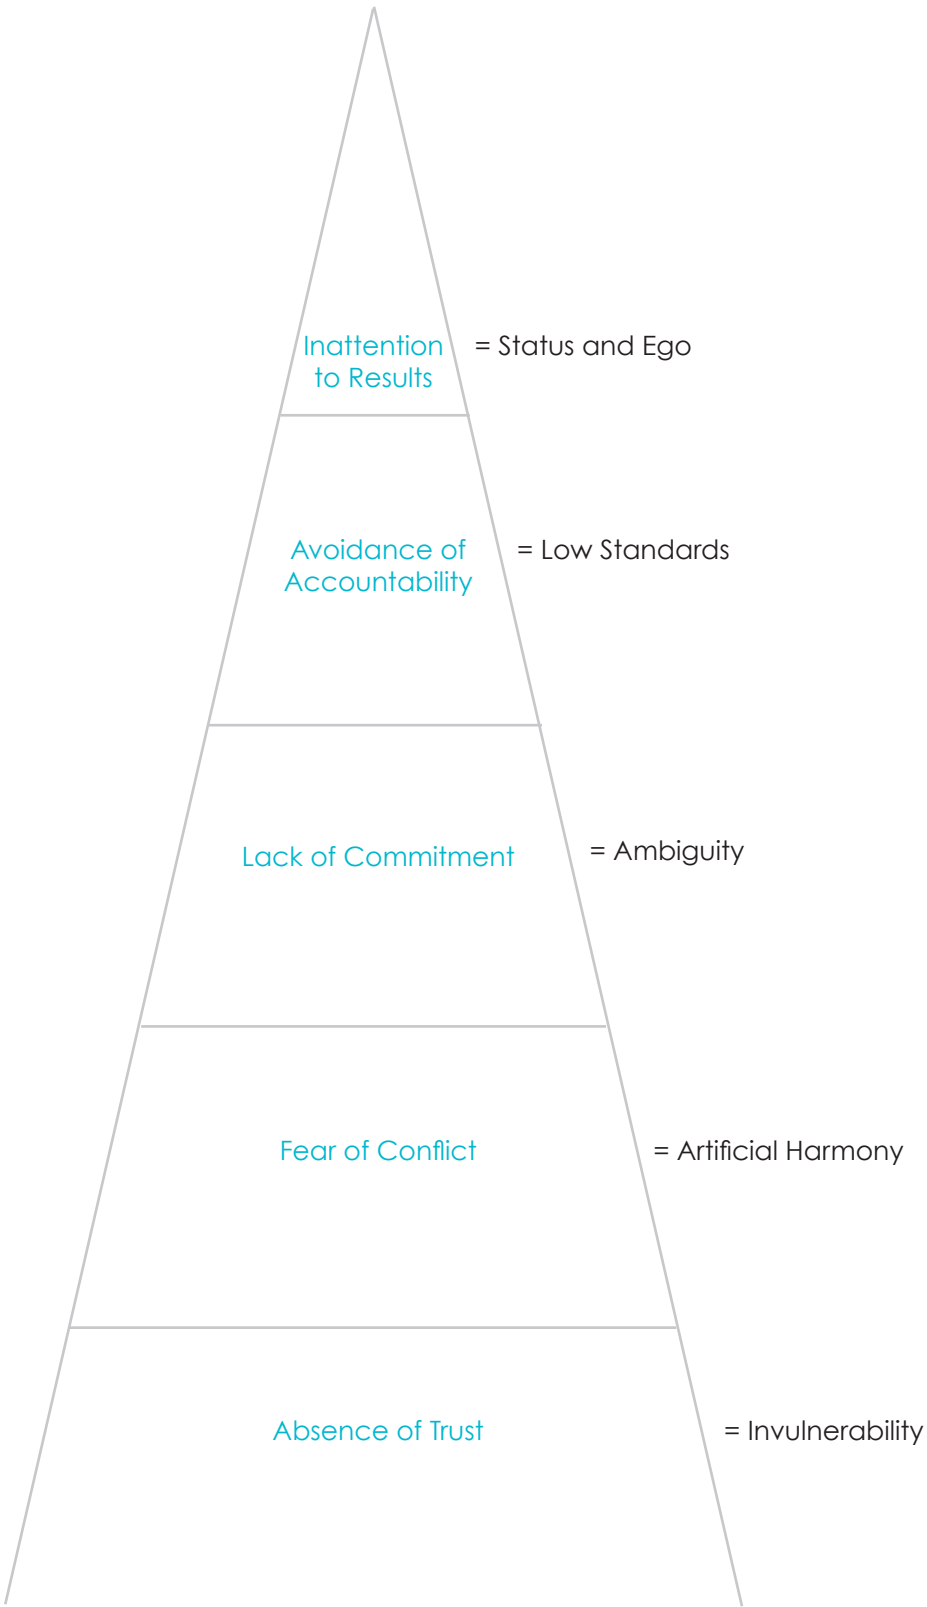 Inattention = Status and Ego
to Results
Avoidance of = Low Standards
Accountability
Lack of Commitment = Ambiguity
Fear of Conflict = Artificial Harmony
Absence of Trust = Invulnerability